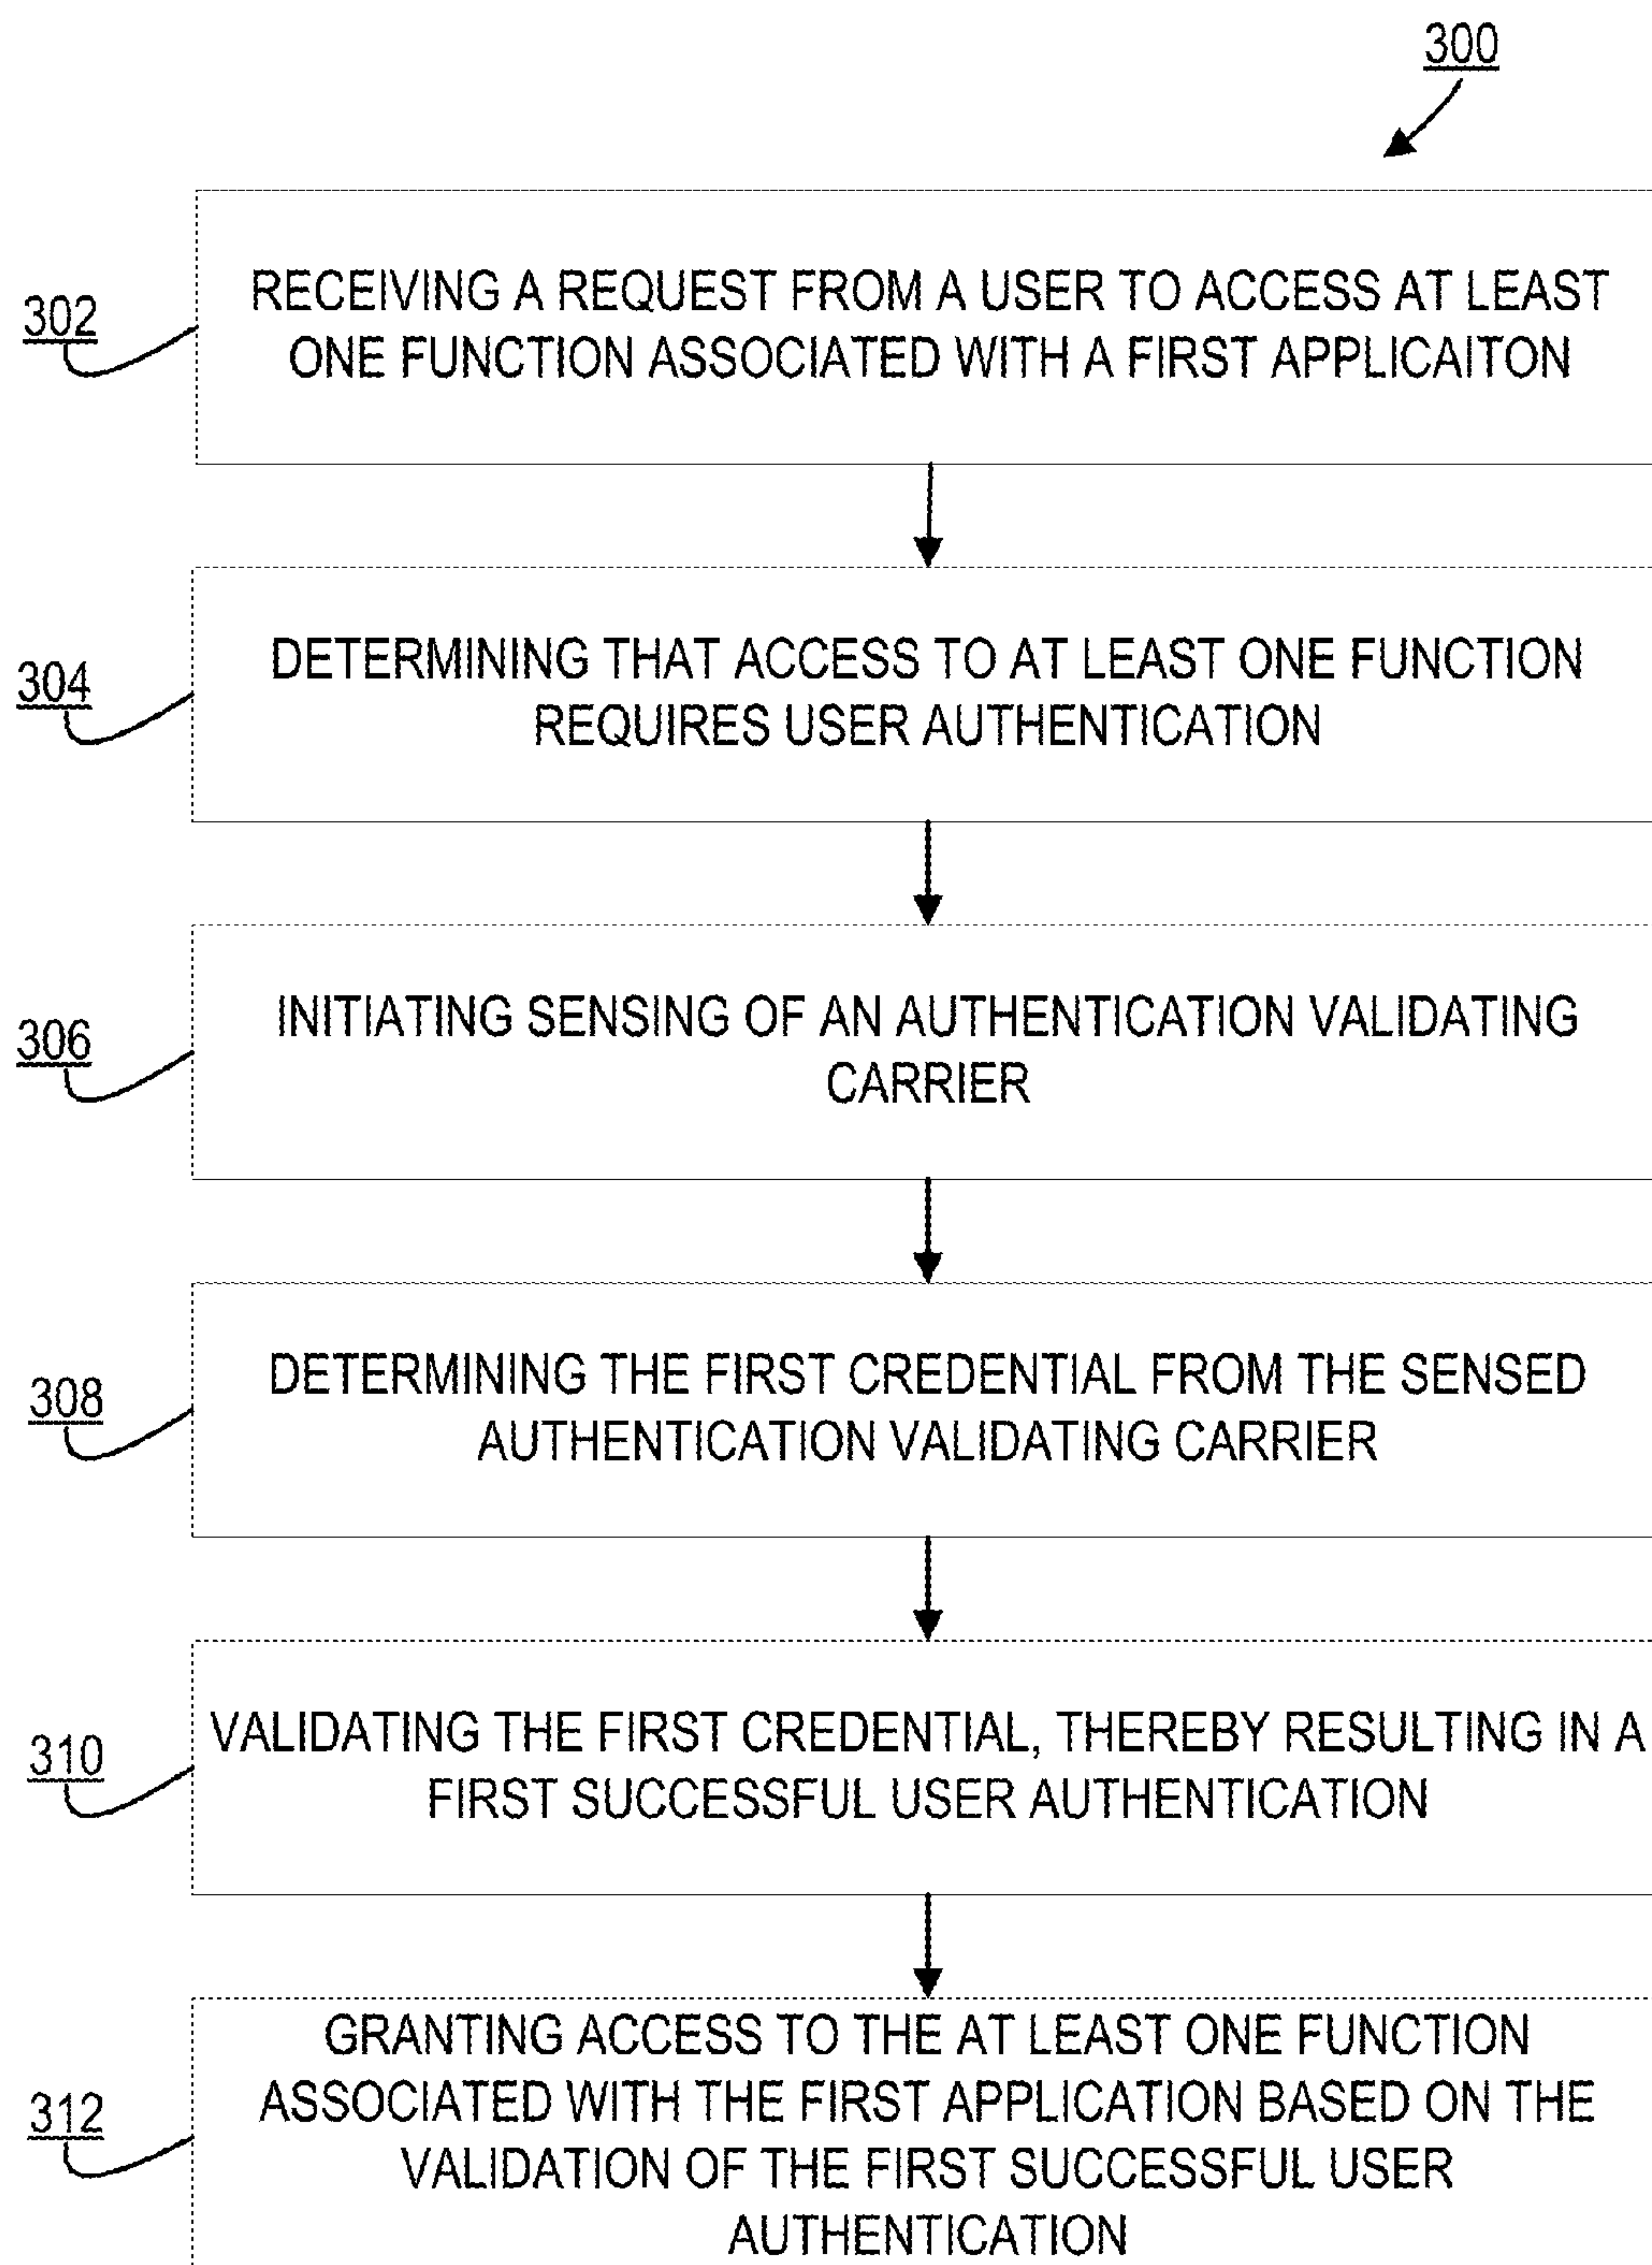 300
302
RECEIVING A REQUEST FROM A USER TO ACCESS AT LEAST
ONE FUNCTION ASSOCIATED WITH A FIRST APPLICAITON
304
DETERMINING THAT ACCESS TO AT LEAST ONE FUNCTION
REQUIRES USER AUTHENTICATION
306
INITIATING SENSING OF AN AUTHENTICATION VALIDATING
CARRIER
308
DETERMINING THE FIRST CREDENTIAL FROM THE SENSED
AUTHENTICATION VALIDATING CARRIER
310
VALIDATING THE FIRST CREDENTIAL, THEREBY RESULTING IN A
FIRST SUCCESSFUL USER AUTHENTICATION
312
GRANTING ACCESS TO THE AT LEAST ONE FUNCTION
ASSOCIATED WITH THE FIRST APPLICATION BASED ON THE
VALIDATION OF THE FIRST SUCCESSFUL USER
AUTHENTICATION